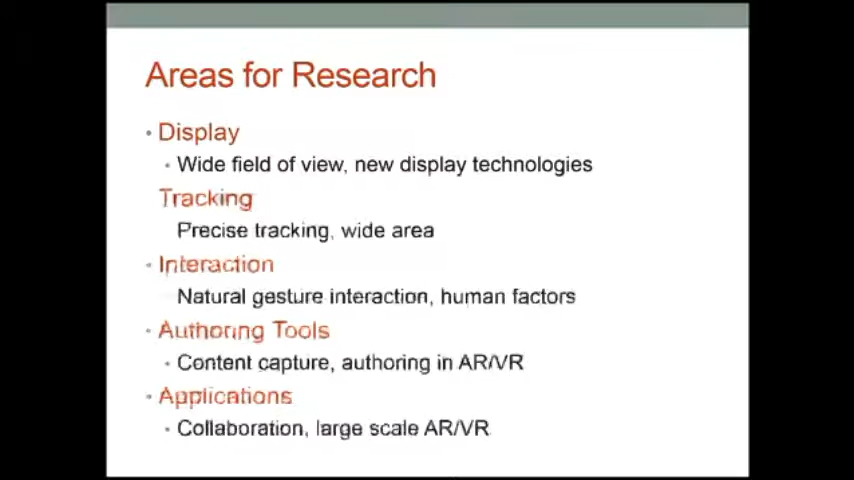 Areas for Research
• Display
• Wide field of view, new display technologies
Tracking
Precise tracking, wide area
• Interaction
Natural gesture interaction, human factors
• Authoring Tools
• Content capture, authoring in AR/VR
• Applications
• Collaboration, large scale AR/VR